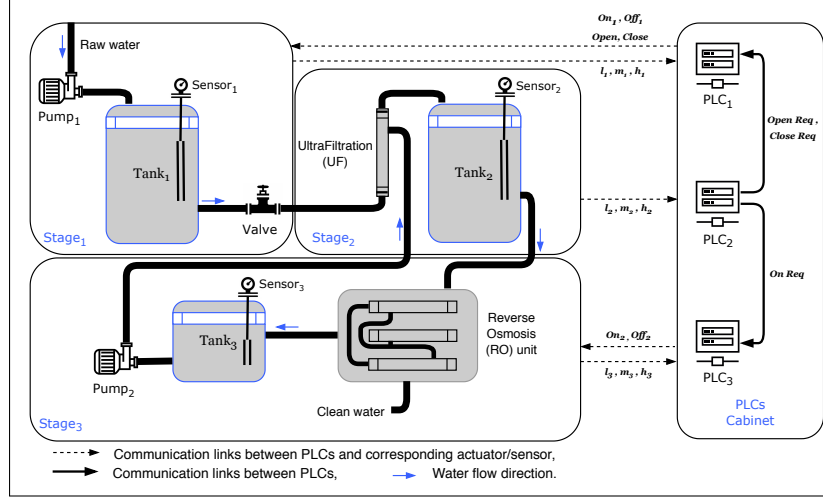 On₁, Off₁
Open, Close
l₁, m₁, h₁
Raw water
Sensor₁
Pump₁
Tank₁
Valve
Stage₁
Sensor₂
UltraFiltration
(UF)
Tank₂
Stage₂
l₂, m₂, h₂
PLC₁
Open Req ,
Close Req
PLC₂
On Req
PLC₃
PLCs
Cabinet
Sensor₃
Tank₃
Pump₂
Reverse
Osmosis
(RO) unit
Clean water
Stage₃
On₂, Off₂
l₃, m₃, h₃
Communication links between PLCs and corresponding actuator/sensor,
Communication links between PLCs,
Water flow direction.